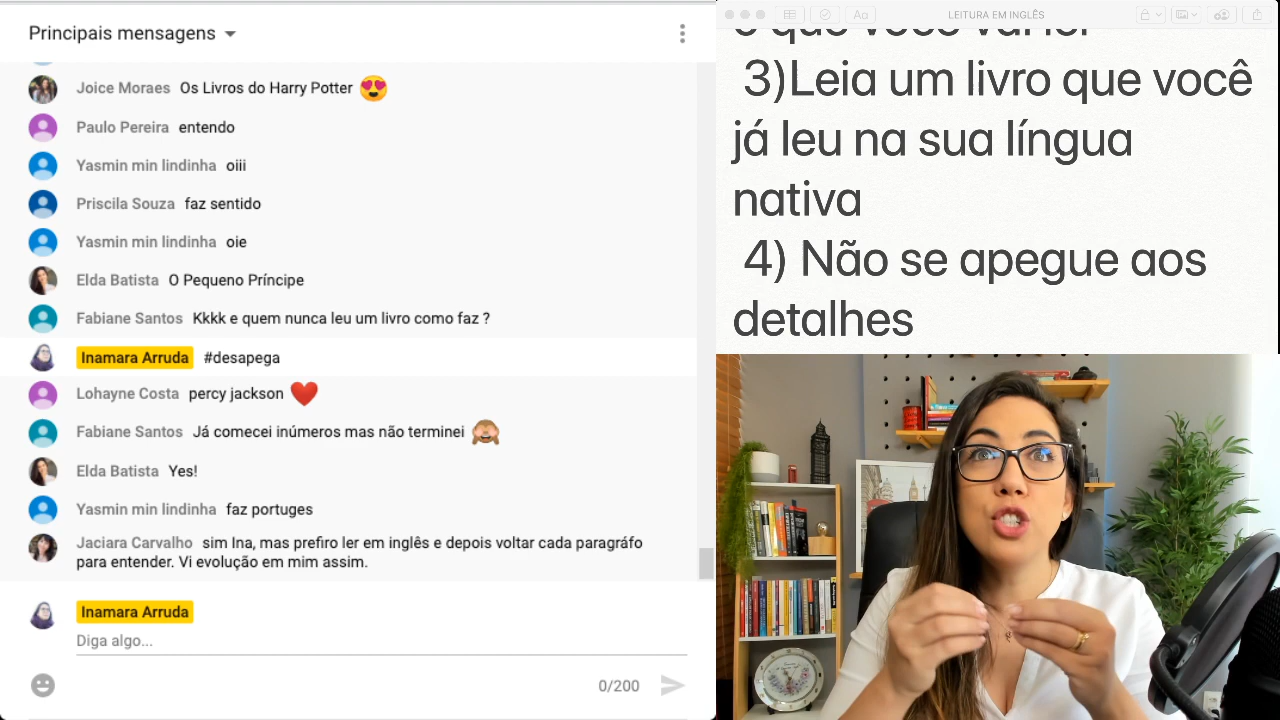 Principais mensagens
Joice Moraes Os Livros do Harry Potter
Paulo Pereira entendo
Yasmin min lindinha oiii
Priscila Souza faz sentido
Yasmin min lindinha oie
Elda Batista O Pequeno Príncipe
Fabiane Santos Kkkk e quem nunca leu um livro como faz ?
Inamara Arruda #desapega
Lohayne Costa percy jackson
Fabiane Santos Já comecei inúmeros mas não terminei
Elda Batista Yes!
Yasmin min lindinha faz portuges
Jaciara Carvalho sim Ina, mas prefiro ler em inglês e depois voltar cada paragráfo
para entender. Vi evolução em mim assim.
Inamara Arruda
Diga algo...
0/200
Aa
LEITURA EM INGLÊS
o que você vai ler
3)Leia um livro que você
já leu na sua língua
nativa
4) Não se apegue aos
detalhes